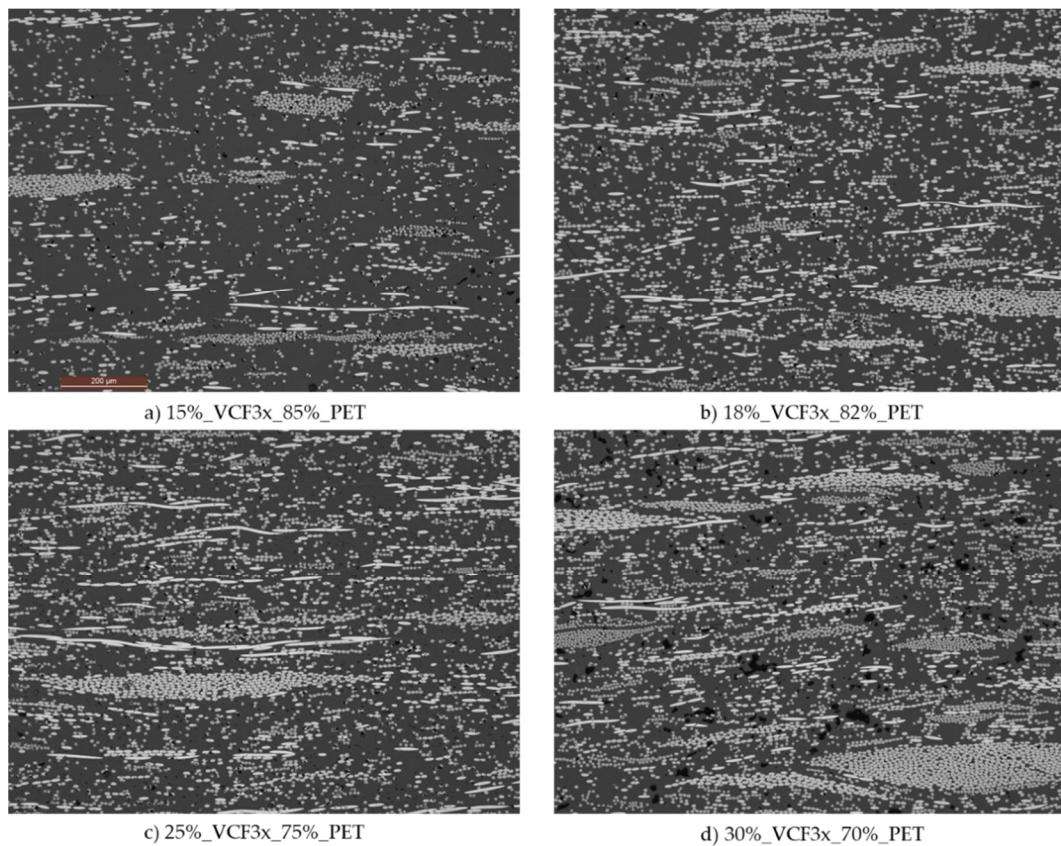 200 μm
a) 15%_VCF3x_85%_PET
b) 18%_VCF3x_82%_PET
c) 25%_VCF3x_75%_PET
d) 30%_VCF3x_70%_PET